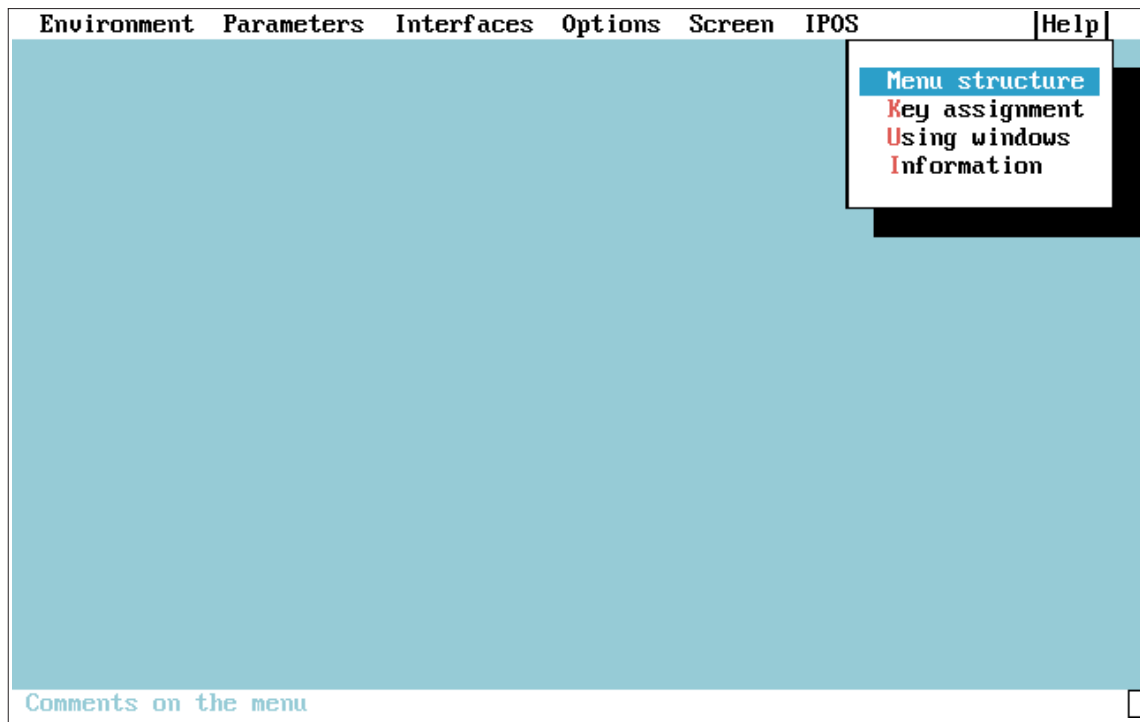 Environment Parameters Interfaces Options Screen IPOS |Help|
Menu structure
Key assignment
Using windows
Information
Comments on the menu